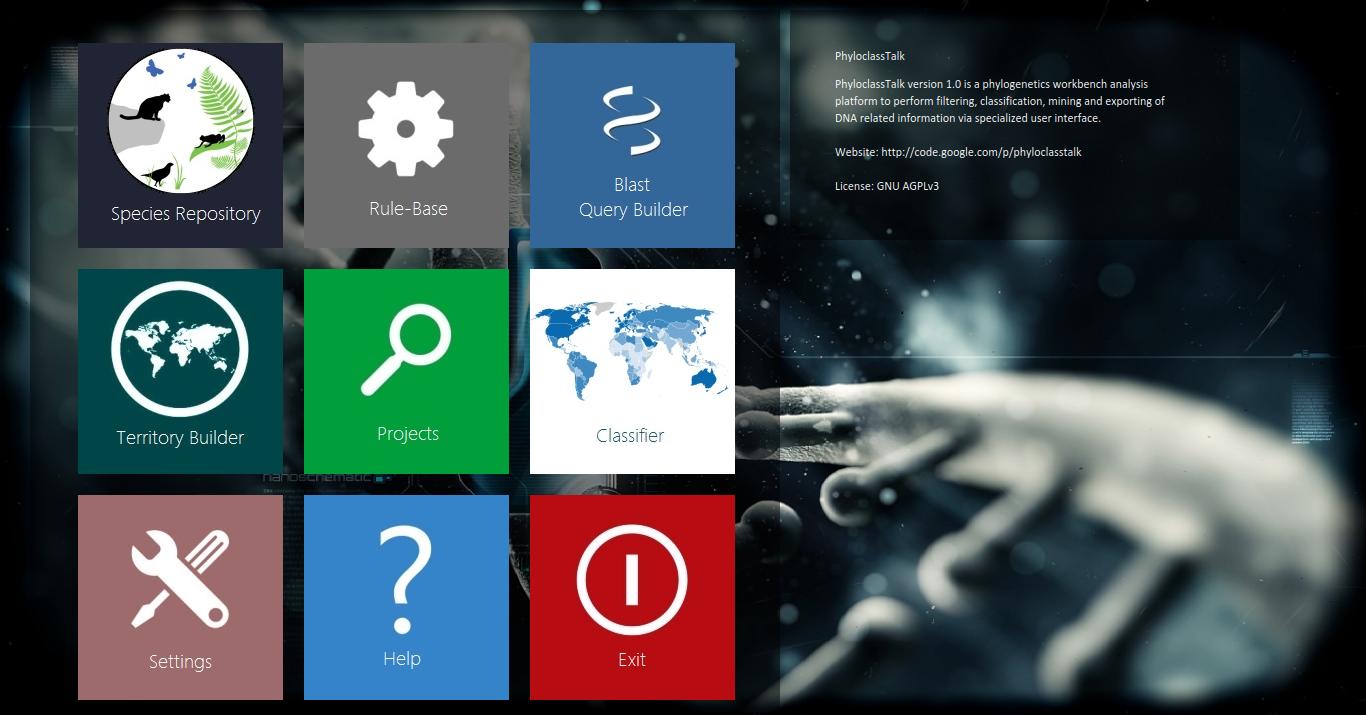 Species Repository
Rule-Base
Blast
Query Builder
Territory Builder
Projects
Classifier
Settings
Help
Exit
PhyloclassTalk
PhyloclassTalk version 1.0 is a phylogenetics workbench analysis
platform to perform filtering, classification, mining and exporting of
DNA related information via specialized user interface.
Website: http://code.google.com/p/phyloclasstalk
License: GNU AGPLv3
nanoschematic